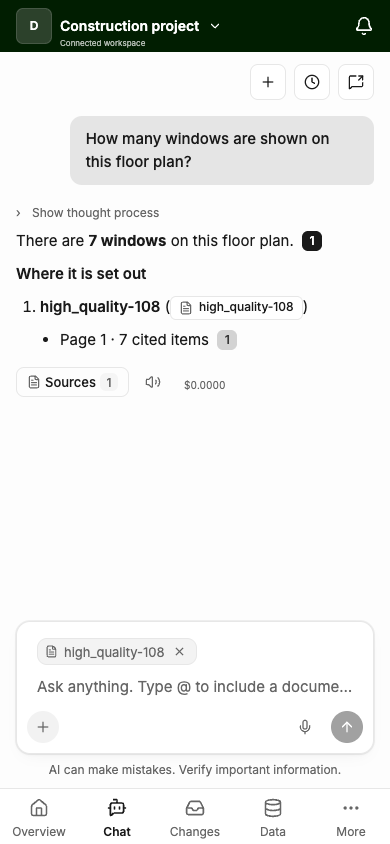 D
Construction project
Connected workspace
How many windows are shown on
this floor plan?
Show thought process
There are 7 windows on this floor plan. 1
Where it is set out
1. high_quality-108 ( high_quality-108 )
• Page 1 · 7 cited items 1
Sources 1
$0.0000
high_quality-108
Ask anything. Type @ to include a docume...
AI can make mistakes. Verify important information.
Overview Chat Changes Data More